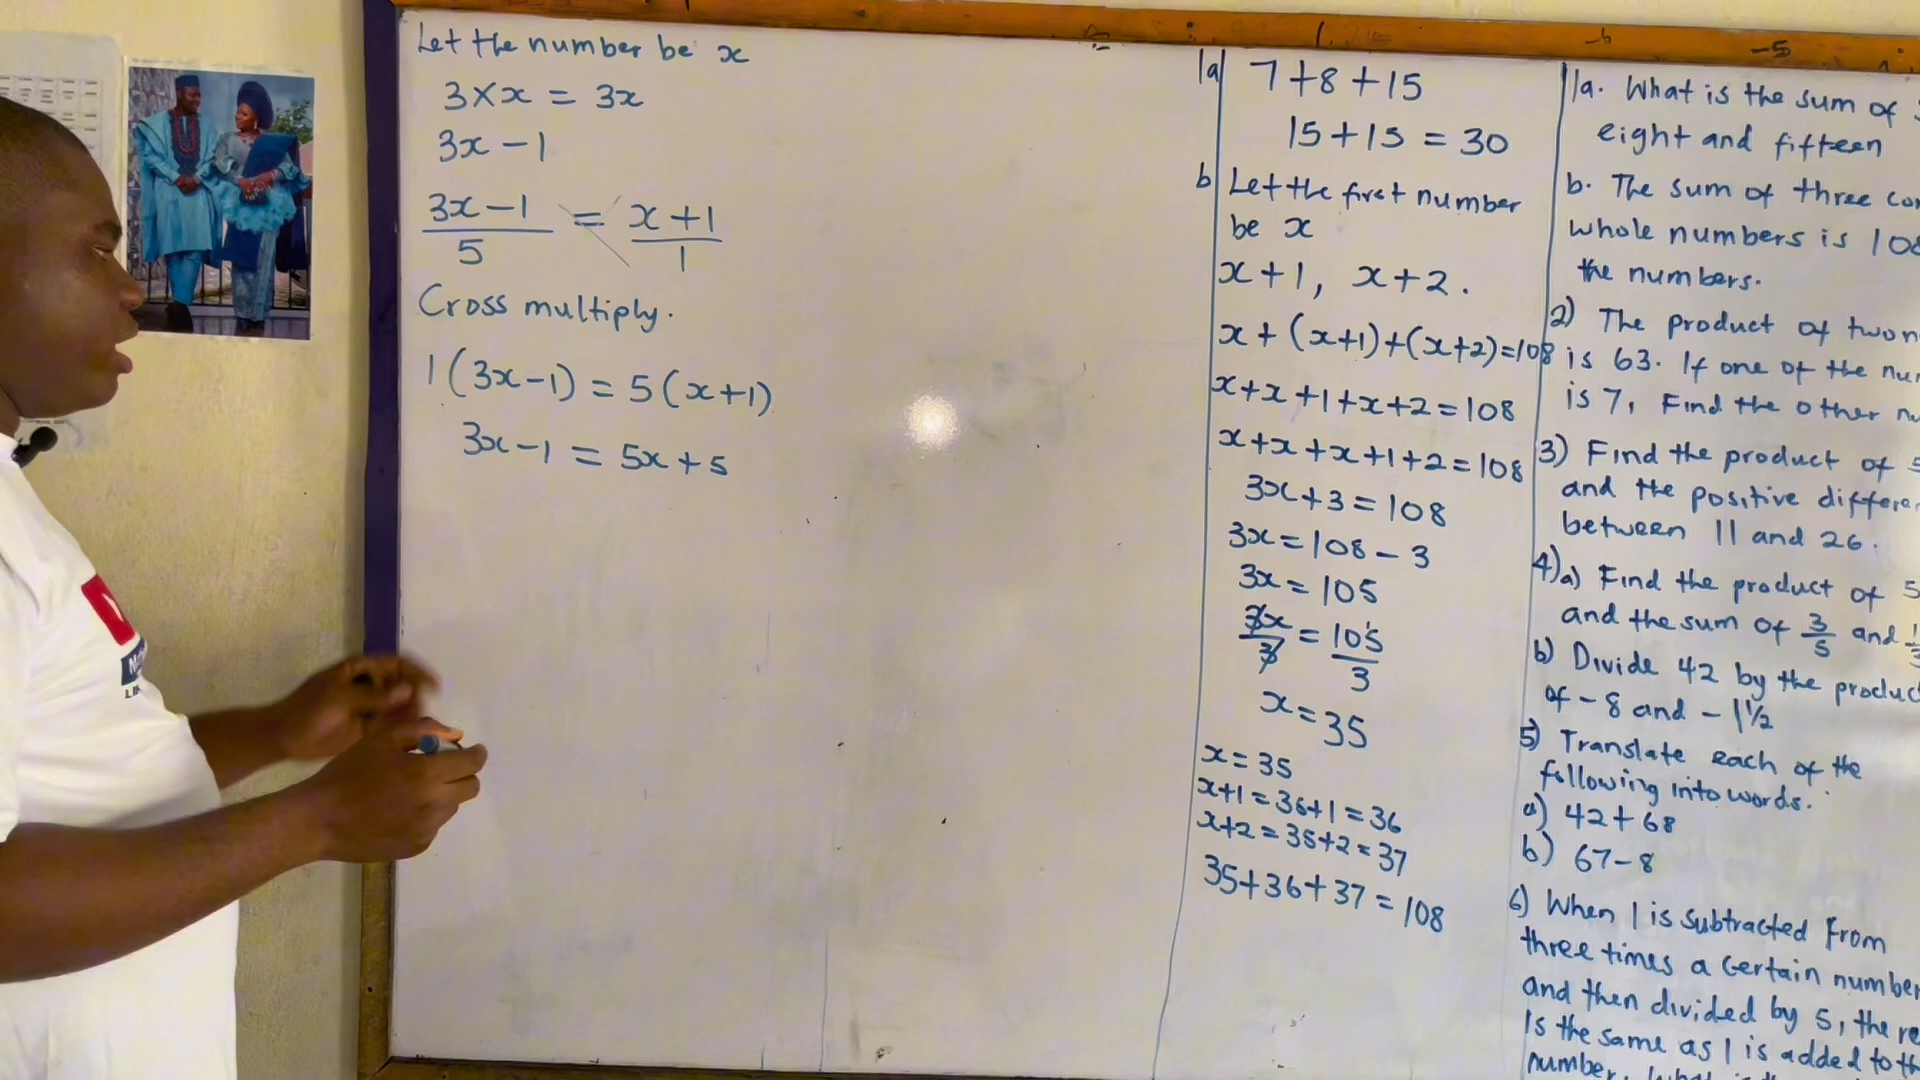 Let the number be x
3 × x = 3x
3x - 1
3x - 1 = x + 1
5 1
Cross multiply.
1(3x-1) = 5(x+1)
3x-1 = 5x+5
1a 7+8+15
15+15 = 30
b Let the first number
be x
x+1, x+2.
x+(x+1)+(x+2)=108
x+x+1+x+2=108
x+x+x+1+2=108
3x+3=108
3x=108-3
3x=105
3x/3 = 105/3
x=35
x=35
x+1=35+1=36
x+2=35+2=37
35+36+37=108
1a. What is the sum of
eight and fifteen
b. The sum of three
whole numbers is 108
the numbers.
2) The product of two
is 63. If one of the
is 7, Find the other
3) Find the product of 5
and the positive
between 11 and 26.
4) a) Find the product of 5
and the sum of 3/5 and
b) Divide 42 by the
of -8 and -1 1/2
5) Translate each of the
following into words.
a) 42+68
b) 67-8
6) When 1 is subtracted from
three times a certain number
and then divided by 5, the
is the same as 1 is added to
number.